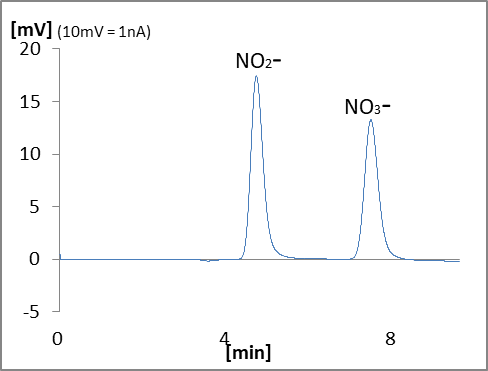 [mV] (10mV = 1nA)
20
NO₂-
15
NO₃-
10
5
0
-5
0 4 8
[min]